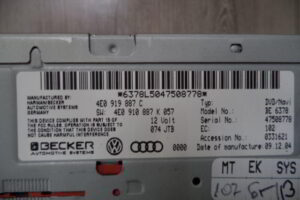 *6378L5047508778*
MANUFACTURED BY:
HARMAN/BECKER
AUTOMOTIVE SYSTEMS
4E0 919 887 C
Typ: DVD/Navi
SW: 4E0 910 887 K 057
Model No.: BE 6378
THIS DEVICE COMPLIES WITH PART 15
12 Volt
Serial No.: 47508778
OF THE FCC RULES. OPERATION IS SUBJECT
TO THE CONDITION THAT THIS DEVICE
074 JTB
EC: 102
DOES NOT CAUSE HARMFUL INTERFERENCE
Accession No.: 0331621
BECKER
AUTOMOTIVE SYSTEMS
0000
Date: 09.12.04
MT EK SYS
102